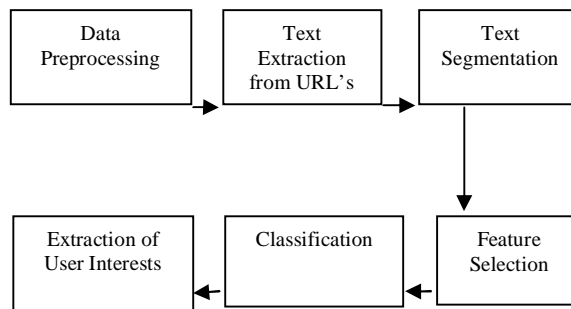 Data
Preprocessing
Text
Extraction
from URL's
Text
Segmentation
Extraction of
User Interests
Classification
Feature
Selection